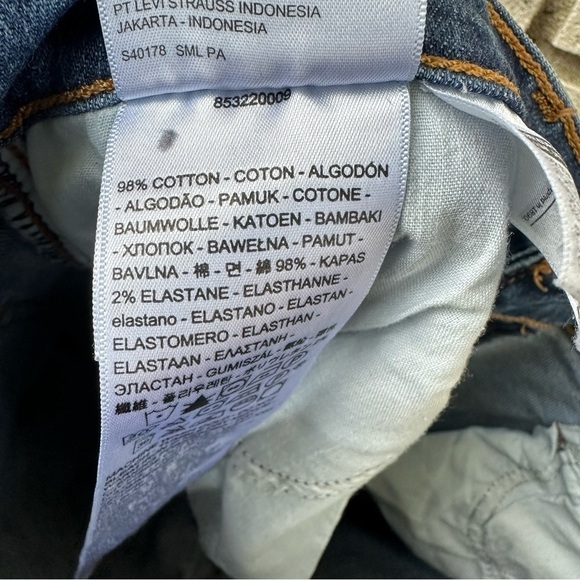 PT LEVI STRAUSS INDONESIA
JAKARTA - INDONESIA
S40178 SML PA
853220009
98% COTTON - COTON - ALGODÓN
- ALGODÃO - PAMUK - COTONE -
BAUMWOLLE - KATOEN - BAMBAKI
- ХЛОПОК - BAWEŁNA - PAMUT -
BAVLNA - 棉 - 면 - 綿 98% - KAPAS
2% ELASTANE - ELASTHANNE -
elastano - ELASTANO - ELASTAN -
ELASTOMERO - ELASTHAN -
ELASTAAN - ΕΛΑΣΤΑΝΗ -
ЭЛАСТАН - GUMISZÁL -